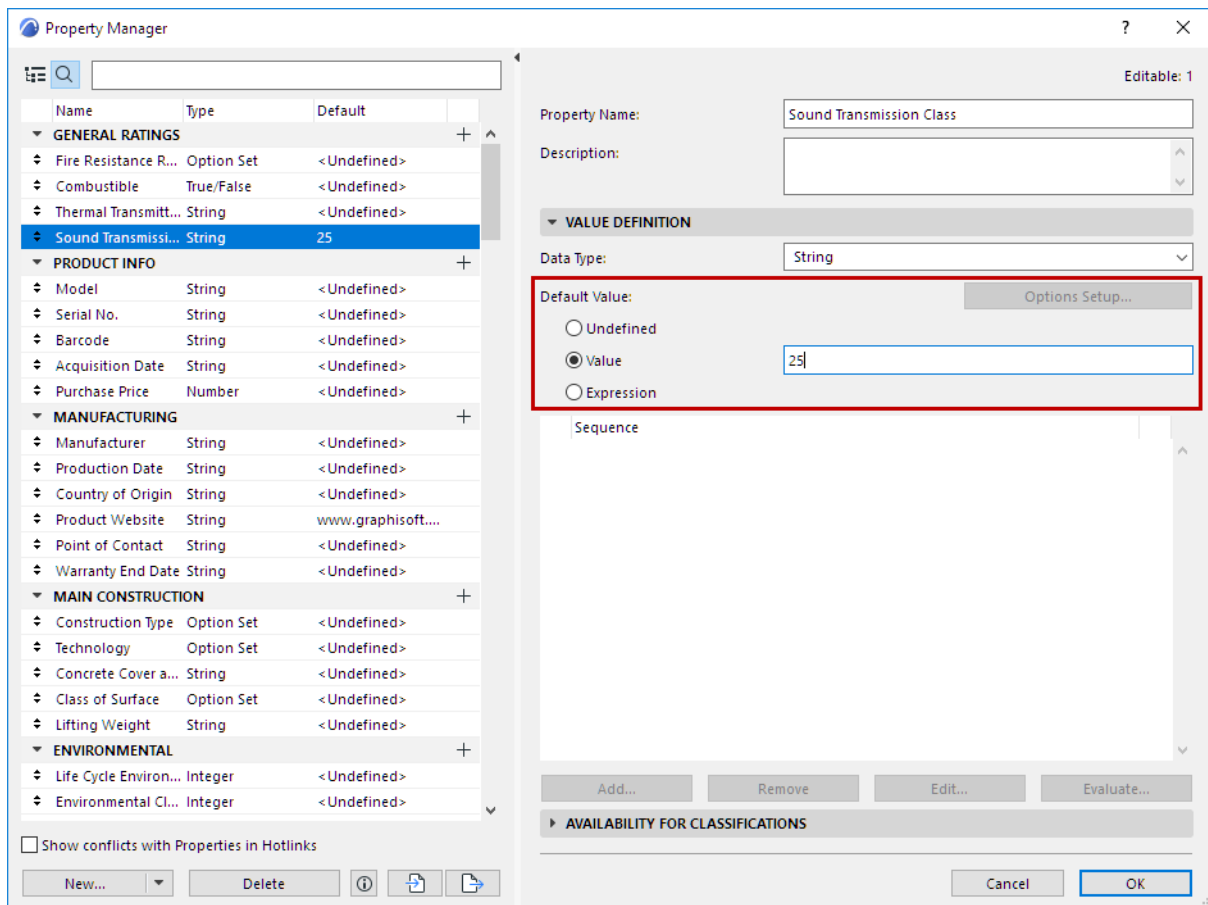 Property Manager
?
Editable: 1
Name Type Default
GENERAL RATINGS
Fire Resistance R... Option Set <Undefined>
Combustible True/False <Undefined>
Thermal Transmitt... String <Undefined>
Sound Transmissi... String 25
PRODUCT INFO
Model String <Undefined>
Serial No. String <Undefined>
Barcode String <Undefined>
Acquisition Date String <Undefined>
Purchase Price Number <Undefined>
MANUFACTURING
Manufacturer String <Undefined>
Production Date String <Undefined>
Country of Origin String <Undefined>
Product Website String www.graphisoft....
Point of Contact String <Undefined>
Warranty End Date String <Undefined>
MAIN CONSTRUCTION
Construction Type Option Set <Undefined>
Technology Option Set <Undefined>
Concrete Cover a... String <Undefined>
Class of Surface Option Set <Undefined>
Lifting Weight String <Undefined>
ENVIRONMENTAL
Life Cycle Environ... Integer <Undefined>
Environmental Cl... Integer <Undefined>
Show conflicts with Properties in Hotlinks
New... Delete
Property Name: Sound Transmission Class
Description:
VALUE DEFINITION
Data Type: String
Default Value: Options Setup...
Undefined
Value 25
Expression
Sequence
Add... Remove Edit... Evaluate...
AVAILABILITY FOR CLASSIFICATIONS
Cancel OK